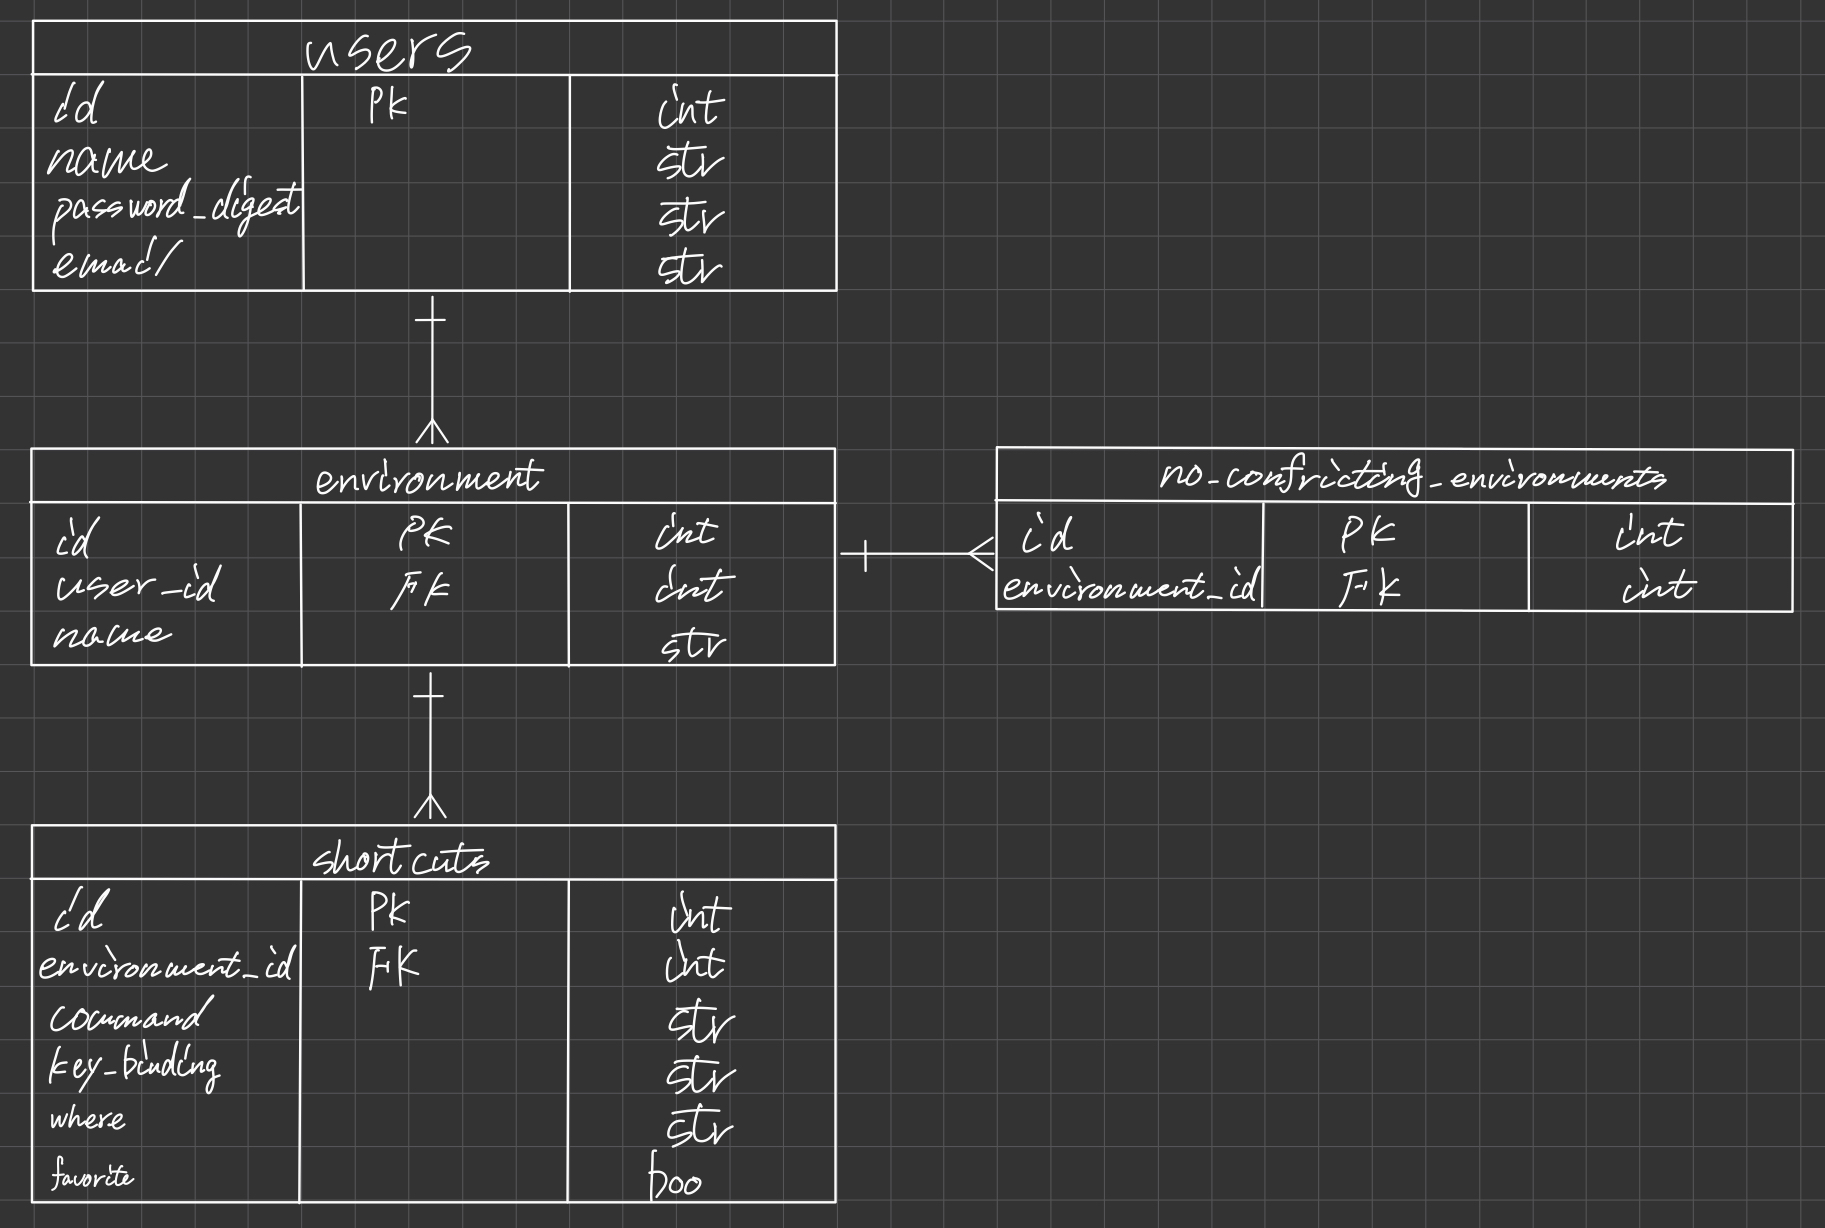 users
id PK int
name str
password_digest str
email str
environment
id PK int
user_id FK int
name str
no_confricting_environments
id PK int
environment_id FK int
shortcuts
id PK int
environment_id FK int
command str
key_binding str
where str
favorite boo